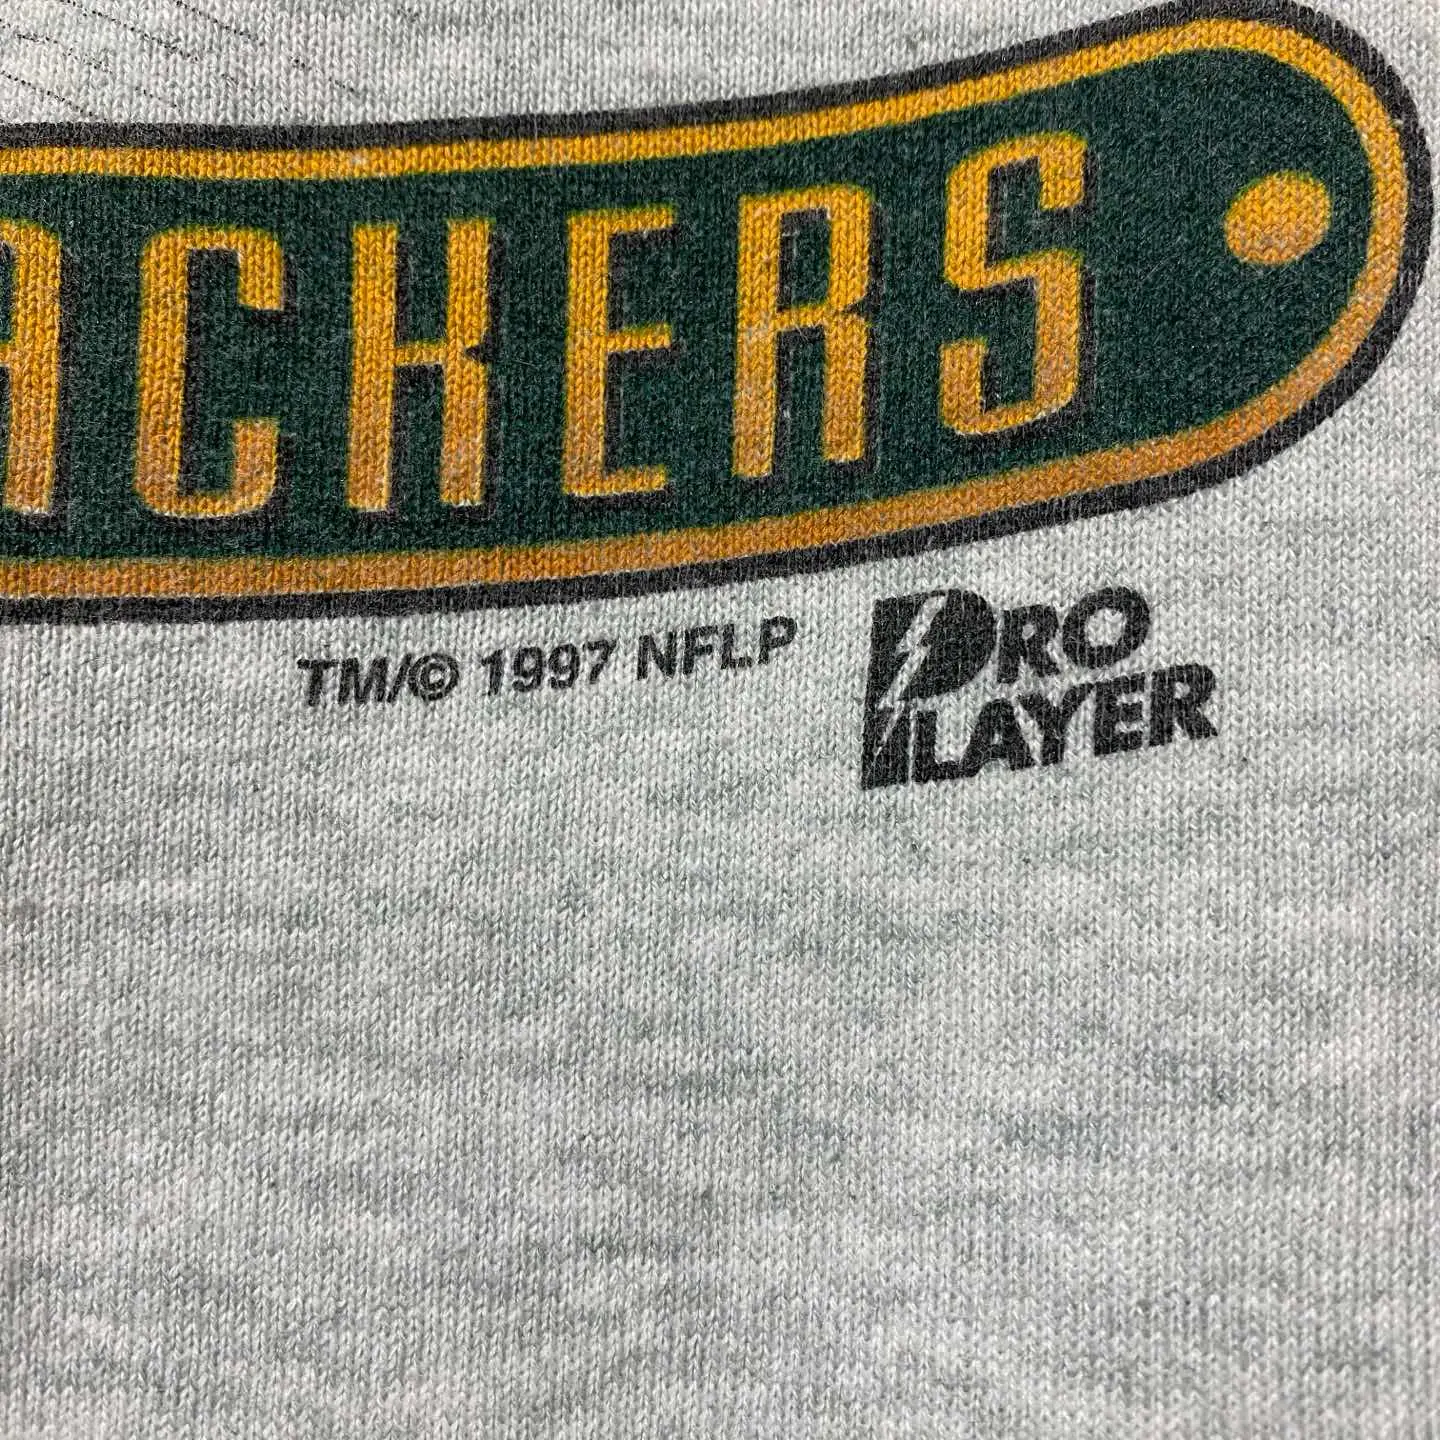 ACKERS
TM/© 1997 NFLP
PRO
PLAYER